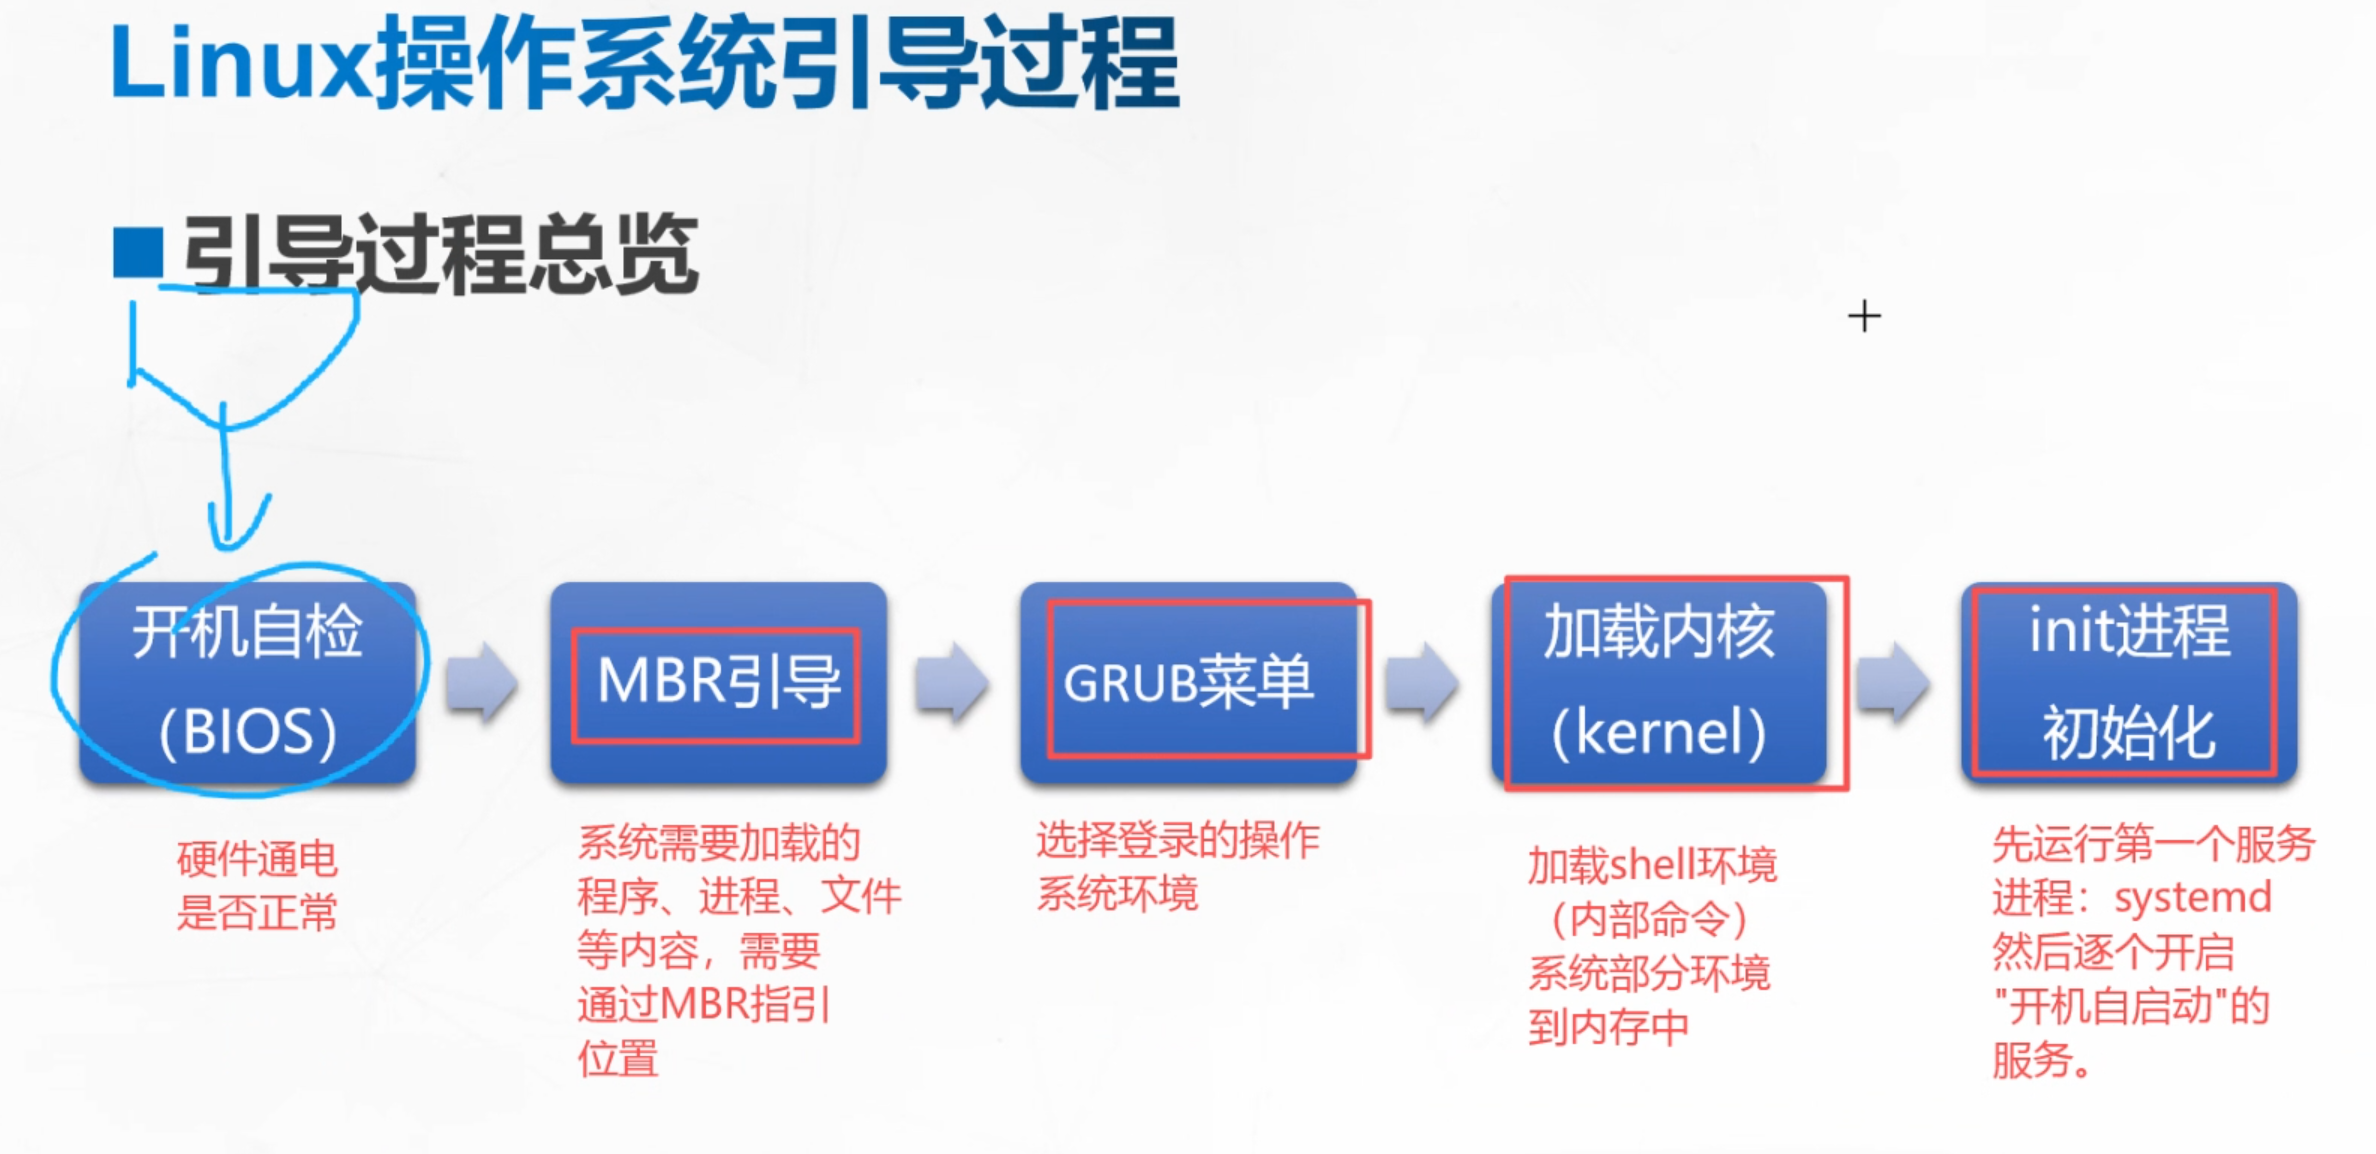 Linux操作系统引导过程
引导过程总览
开机自检
（BIOS）
MBR引导
GRUB菜单
加载内核
（kernel）
init进程
初始化
硬件通电
是否正常
系统需要加载的
程序、进程、文件
等内容，需要
通过MBR指引
位置
选择登录的操作
系统环境
加载shell环境
（内部命令）
系统部分环境
到内存中
先运行第一个服务
进程：systemd
然后逐个开启
"开机自启动"的
服务。